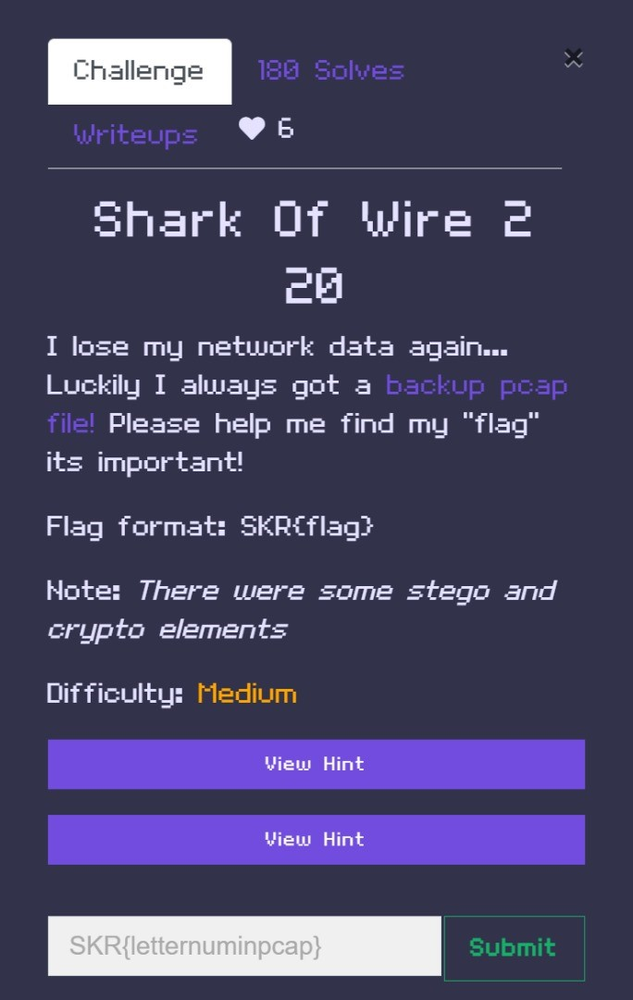 Challenge
180 Solves
Writeups
6
Shark Of Wire 2
20
I lose my network data again...
Luckily I always got a backup pcap
file! Please help me find my "flag"
its important!
Flag format: SKR{flag}
Note: There were some stego and
crypto elements
Difficulty: Medium
View Hint
View Hint
SKR{letternuminpcap}
Submit